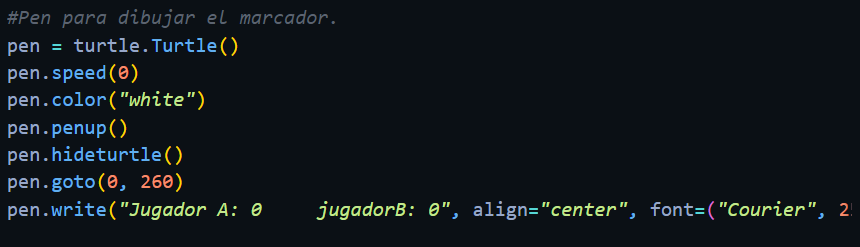 #Pen para dibujar el marcador.
pen = turtle.Turtle()
pen.speed(0)
pen.color("white")
pen.penup()
pen.hideturtle()
pen.goto(0, 260)
pen.write("Jugador A: 0     jugadorB: 0", align="center", font=("Courier", 2